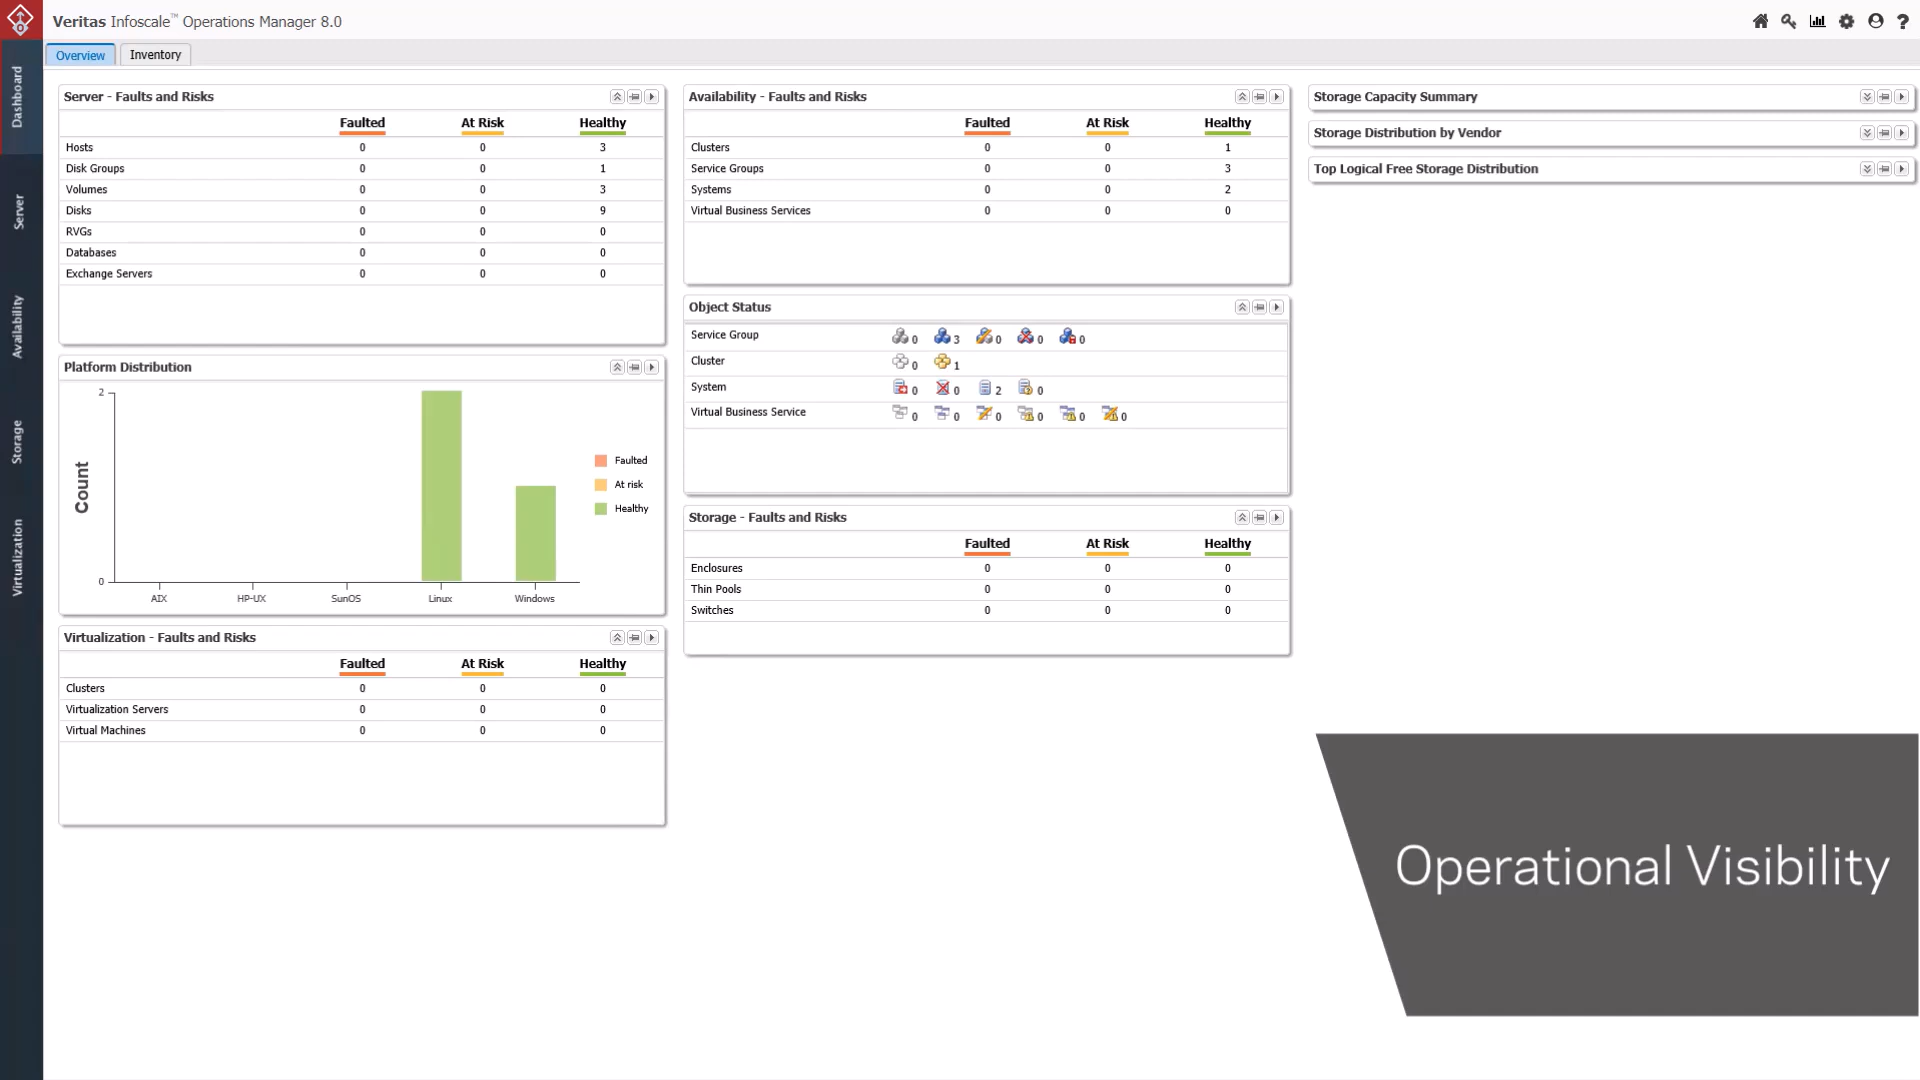 Veritas Infoscale™ Operations Manager 8.0
Overview
Inventory
Dashboard
Server
Availability
Storage
Virtualization
Server - Faults and Risks
Faulted At Risk Healthy
Hosts 0 0 3
Disk Groups 0 0 1
Volumes 0 0 3
Disks 0 0 9
RVGs 0 0 0
Databases 0 0 0
Exchange Servers 0 0 0
Platform Distribution
2
Count
0
AIX HP-UX SunOS Linux Windows
Faulted
At risk
Healthy
Virtualization - Faults and Risks
Faulted At Risk Healthy
Clusters 0 0 0
Virtualization Servers 0 0 0
Virtual Machines 0 0 0
Availability - Faults and Risks
Faulted At Risk Healthy
Clusters 0 0 1
Service Groups 0 0 3
Systems 0 0 2
Virtual Business Services 0 0 0
Object Status
Service Group 0 3 0 0 0
Cluster 0 1
System 0 0 2 0
Virtual Business Service 0 0 0 0 0 0
Storage - Faults and Risks
Faulted At Risk Healthy
Enclosures 0 0 0
Thin Pools 0 0 0
Switches 0 0 0
Storage Capacity Summary
Storage Distribution by Vendor
Top Logical Free Storage Distribution
Operational Visibility